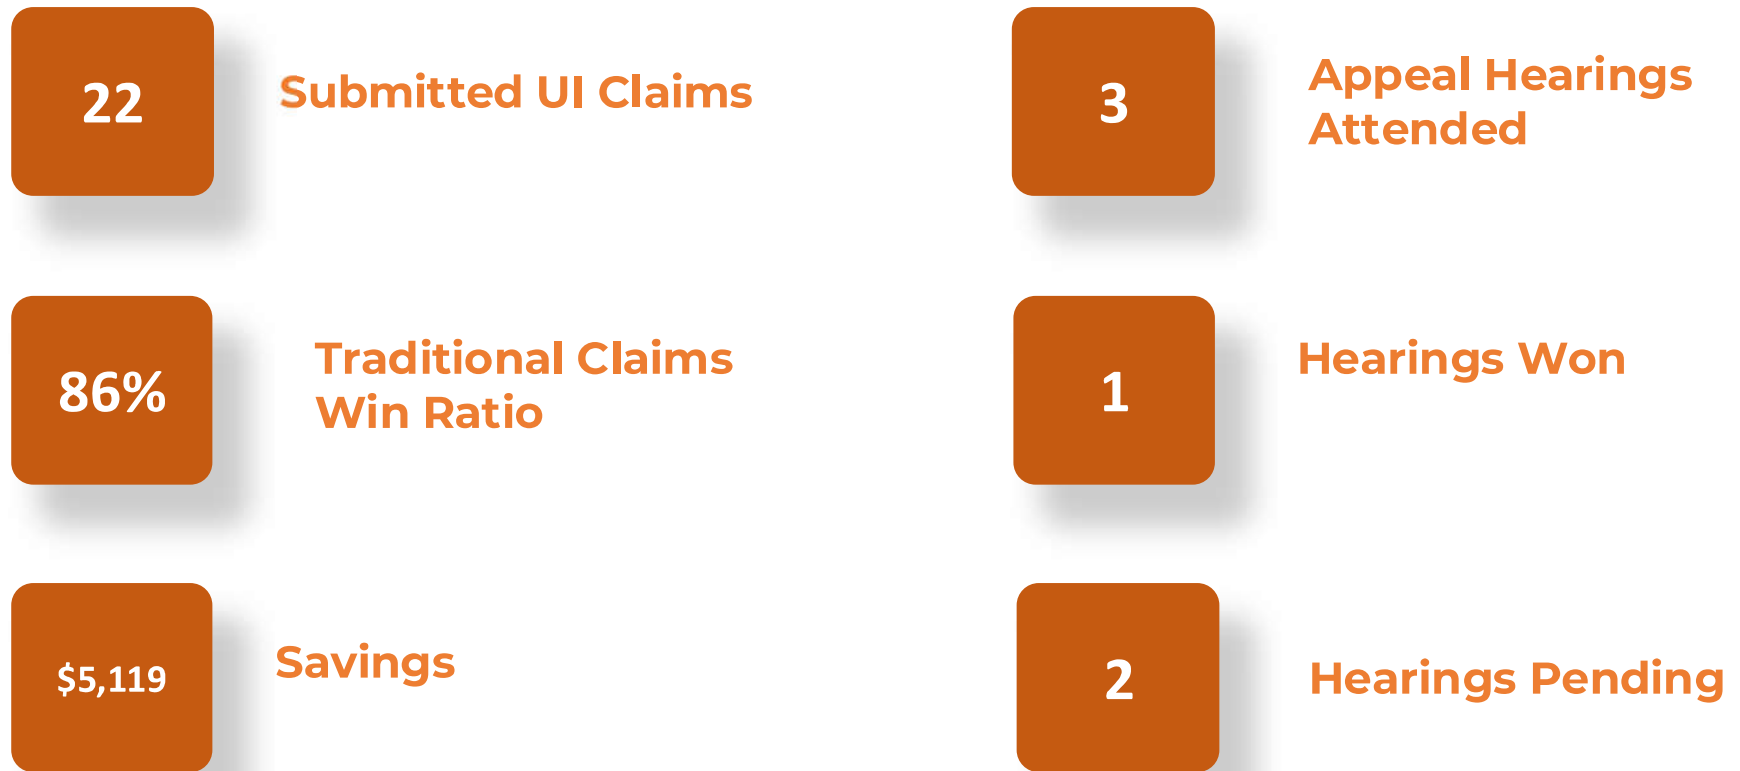 22
Submitted UI Claims
3
Appeal Hearings
Attended
86%
Traditional Claims
Win Ratio
1
Hearings Won
$5,119
Savings
2
Hearings Pending